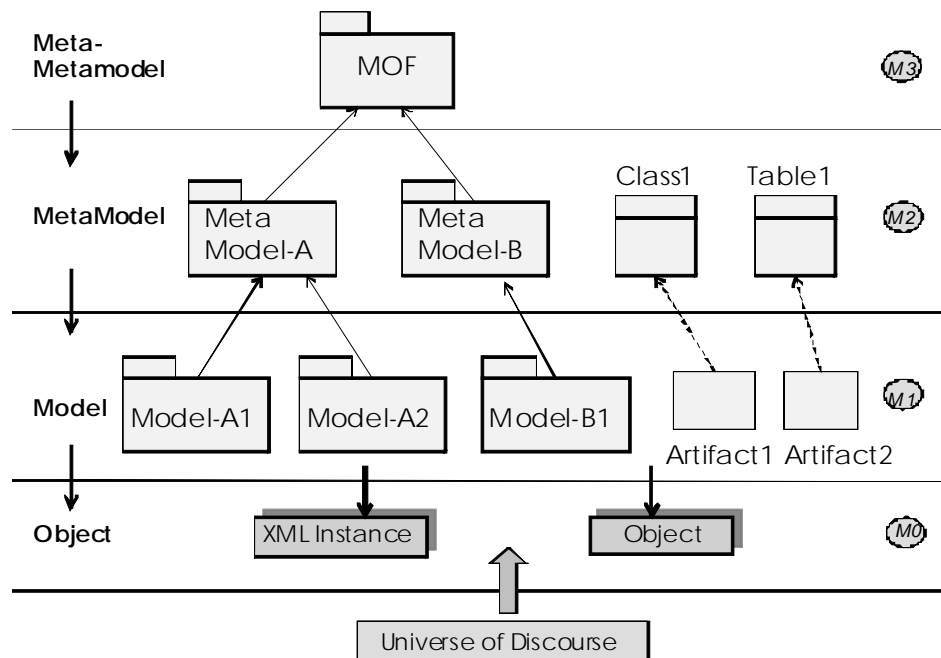 Meta-
Metamodel
MOF
M3
Class1
Table1
MetaModel
Meta
Model-A
Meta
Model-B
M2
Model
Model-A1
Model-A2
Model-B1
M1
Artifact1
Artifact2
Object
XML Instance
Object
M0
Universe of Discourse